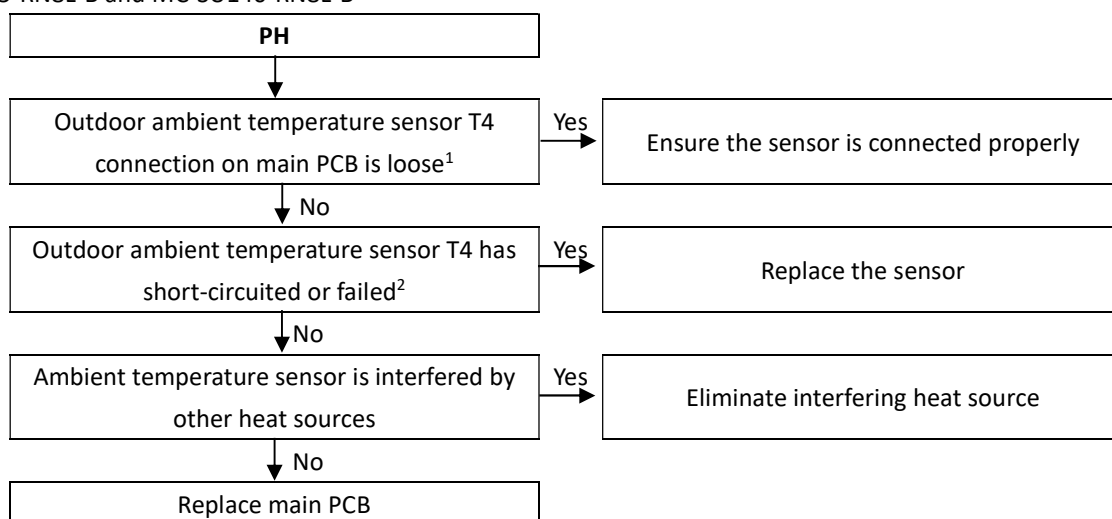 PH
Outdoor ambient temperature sensor T4
connection on main PCB is loose1
Yes
Ensure the sensor is connected properly
No
Outdoor ambient temperature sensor T4 has
short-circuited or failed2
Yes
Replace the sensor
No
Ambient temperature sensor is interfered by
other heat sources
Yes
Eliminate interfering heat source
No
Replace main PCB